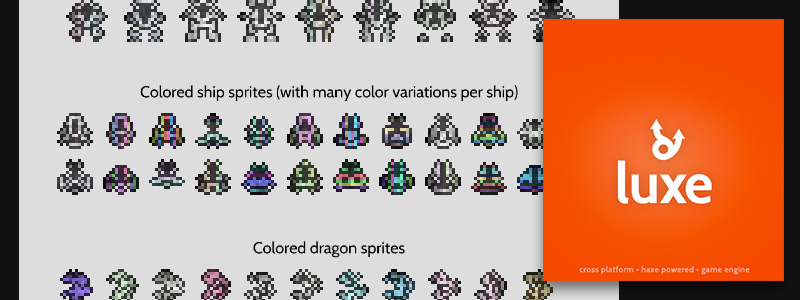 Colored ship sprites (with many color variations per ship)
Colored dragon sprites
luxe
cross platform • haxe powered • game engine